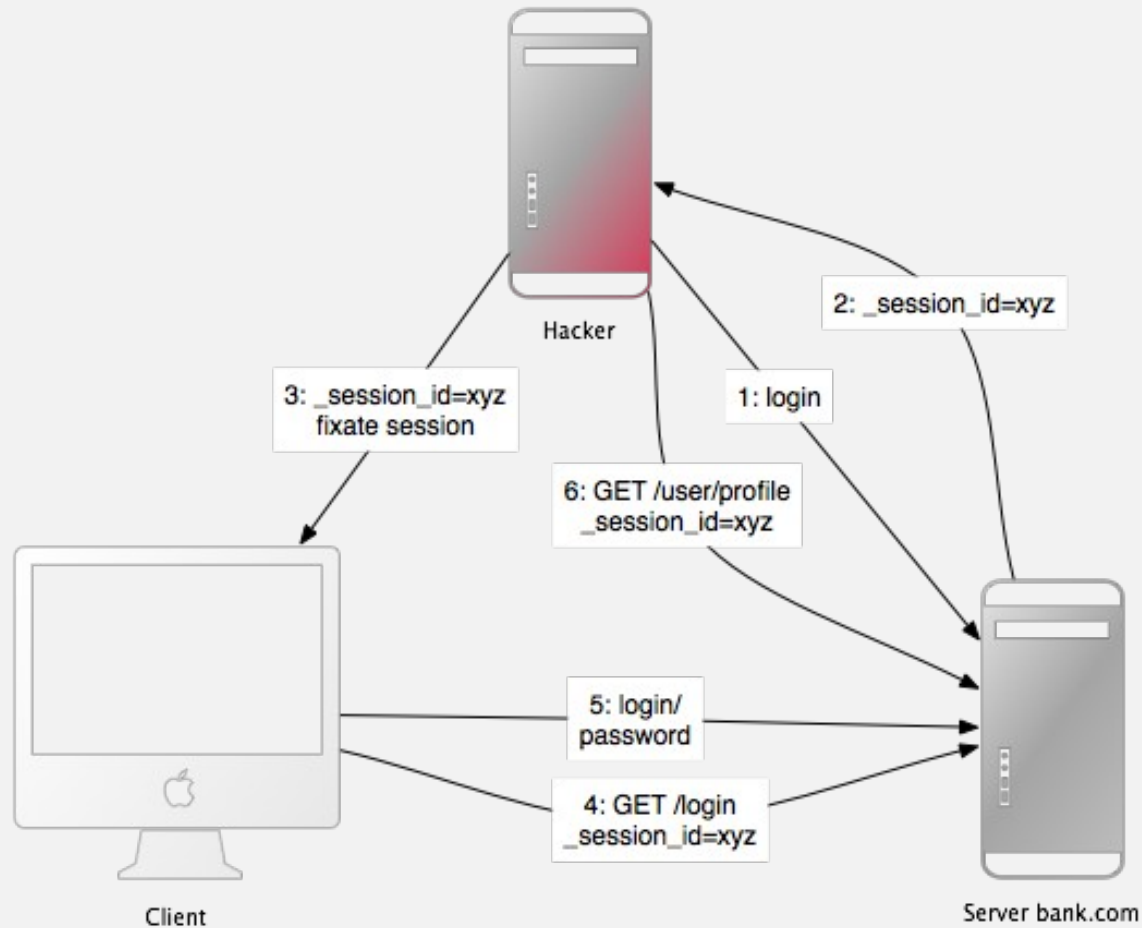 Hacker
2: _session_id=xyz
3: _session_id=xyz
fixate session
1: login
6: GET /user/profile
_session_id=xyz
5: login/
password
4: GET /login
_session_id=xyz
Client
Server bank.com